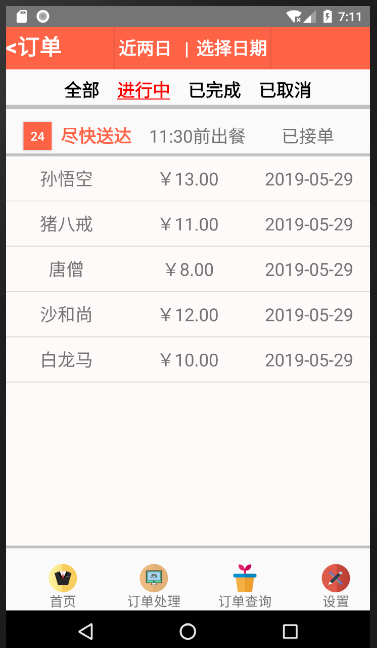 7:11
<订单 近两日 | 选择日期
全部 进行中 已完成 已取消
24 尽快送达 11:30前出餐 已接单
孙悟空 ￥13.00 2019-05-29
猪八戒 ￥11.00 2019-05-29
唐僧 ￥8.00 2019-05-29
沙和尚 ￥12.00 2019-05-29
白龙马 ￥10.00 2019-05-29
首页 订单处理 订单查询 设置